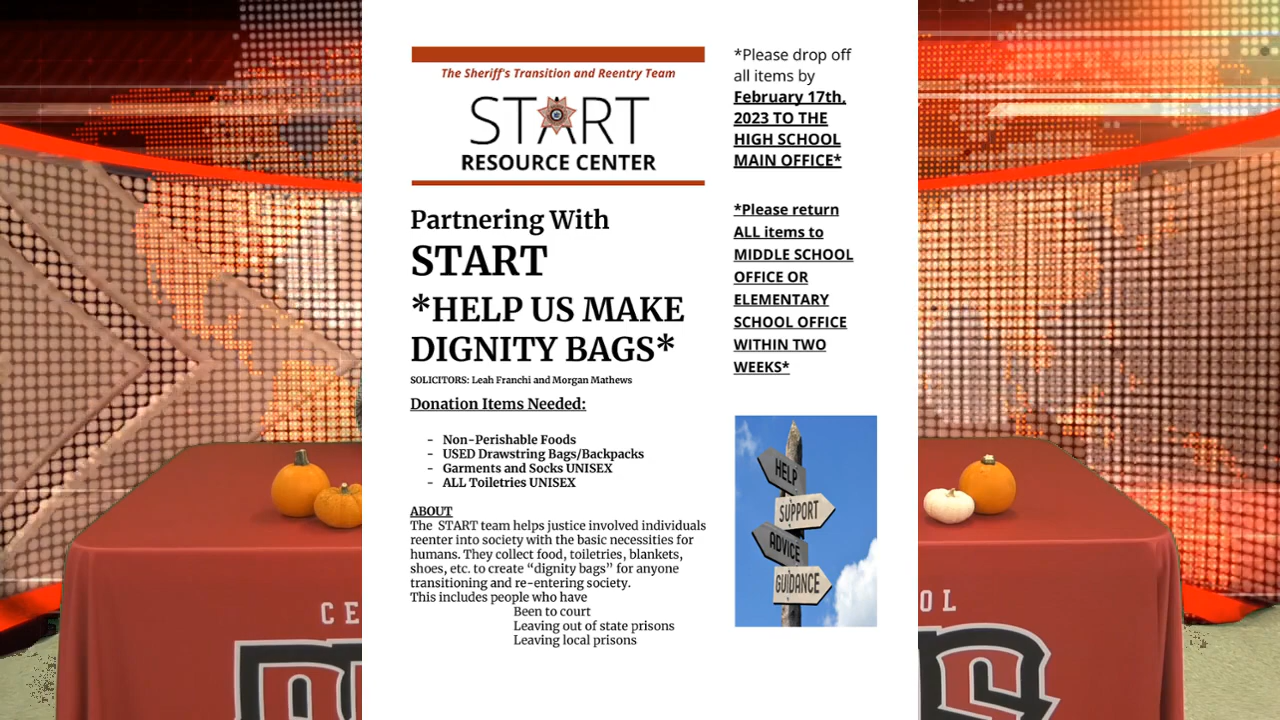 The Sheriff's Transition and Reentry Team
START
RESOURCE CENTER
Partnering With
START
*HELP US MAKE
DIGNITY BAGS*
SOLICITORS: Leah Franchi and Morgan Mathews
Donation Items Needed:
- Non-Perishable Foods
- USED Drawstring Bags/Backpacks
- Garments and Socks UNISEX
- ALL Toiletries UNISEX
ABOUT
The START team helps justice involved individuals
reenter into society with the basic necessities for
humans. They collect food, toiletries, blankets,
shoes, etc. to create “dignity bags” for anyone
transitioning and re-entering society.
This includes people who have
Been to court
Leaving out of state prisons
Leaving local prisons
*Please drop off
all items by
February 17th,
2023 TO THE
HIGH SCHOOL
MAIN OFFICE*
*Please return
ALL items to
MIDDLE SCHOOL
OFFICE OR
ELEMENTARY
SCHOOL OFFICE
WITHIN TWO
WEEKS*
HELP
SUPPORT
ADVICE
GUIDANCE
CE
OL